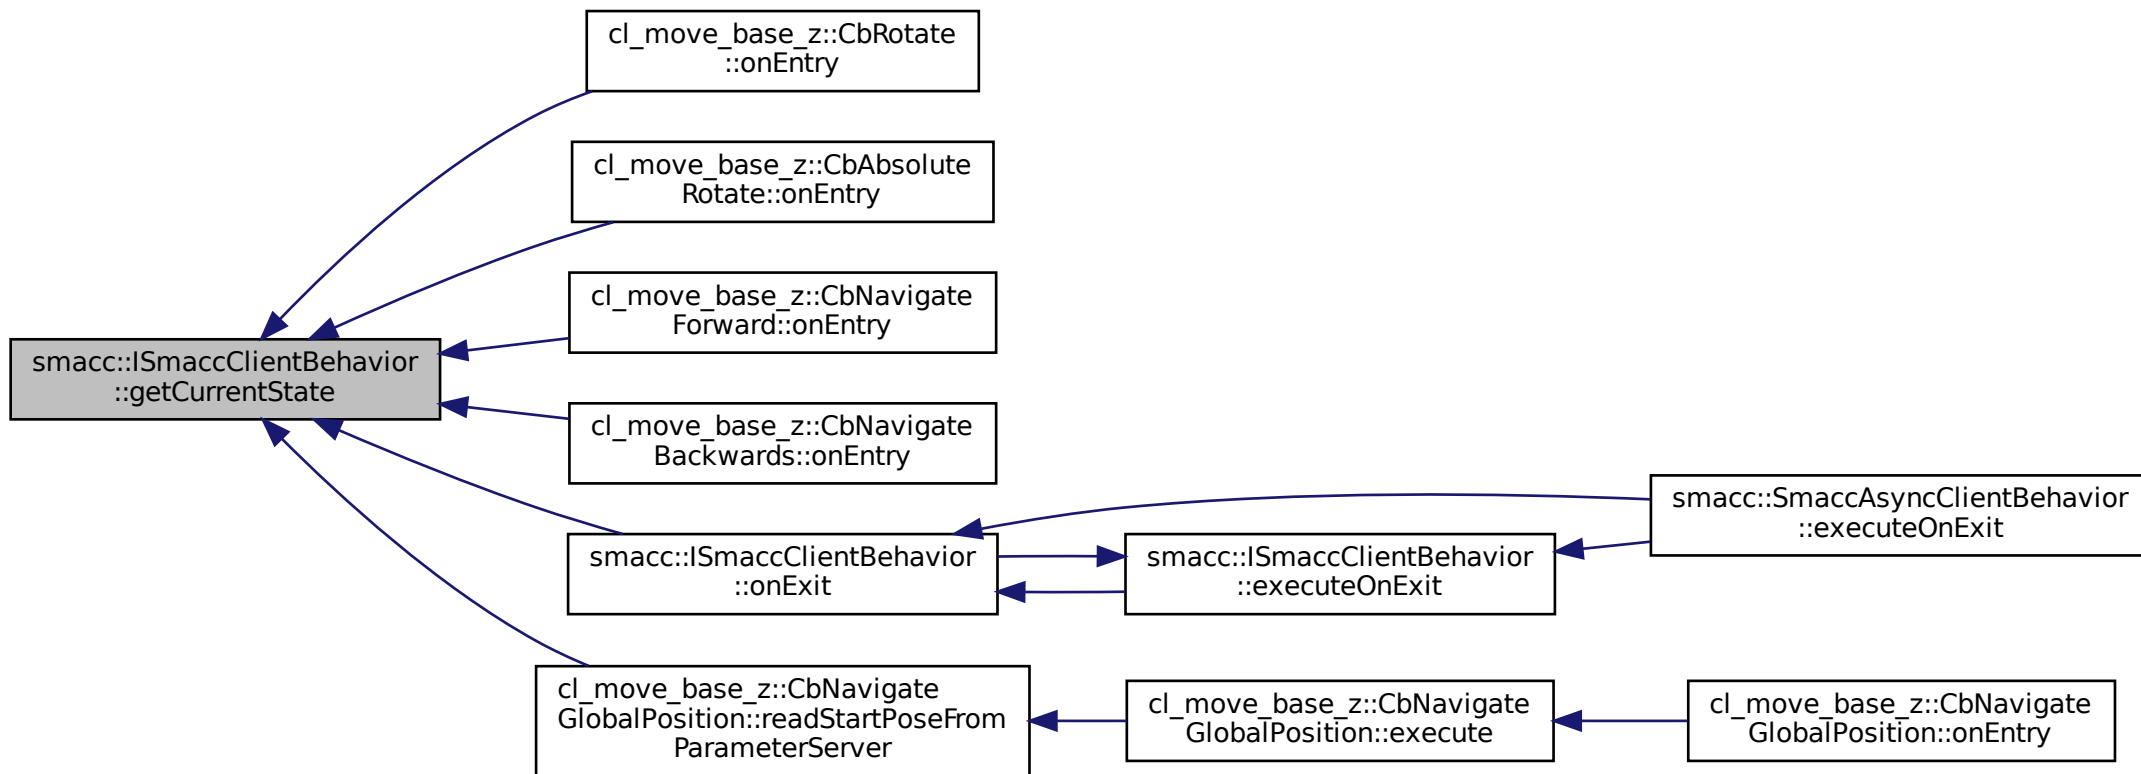 cl_move_base_z::CbRotate
::onEntry
cl_move_base_z::CbAbsolute
Rotate::onEntry
cl_move_base_z::CbNavigate
Forward::onEntry
smacc::ISmaccClientBehavior
::getCurrentState
cl_move_base_z::CbNavigate
Backwards::onEntry
smacc::SmaccAsyncClientBehavior
::executeOnExit
smacc::ISmaccClientBehavior
::onExit
smacc::ISmaccClientBehavior
::executeOnExit
cl_move_base_z::CbNavigate
GlobalPosition::readStartPoseFrom
ParameterServer
cl_move_base_z::CbNavigate
GlobalPosition::execute
cl_move_base_z::CbNavigate
GlobalPosition::onEntry